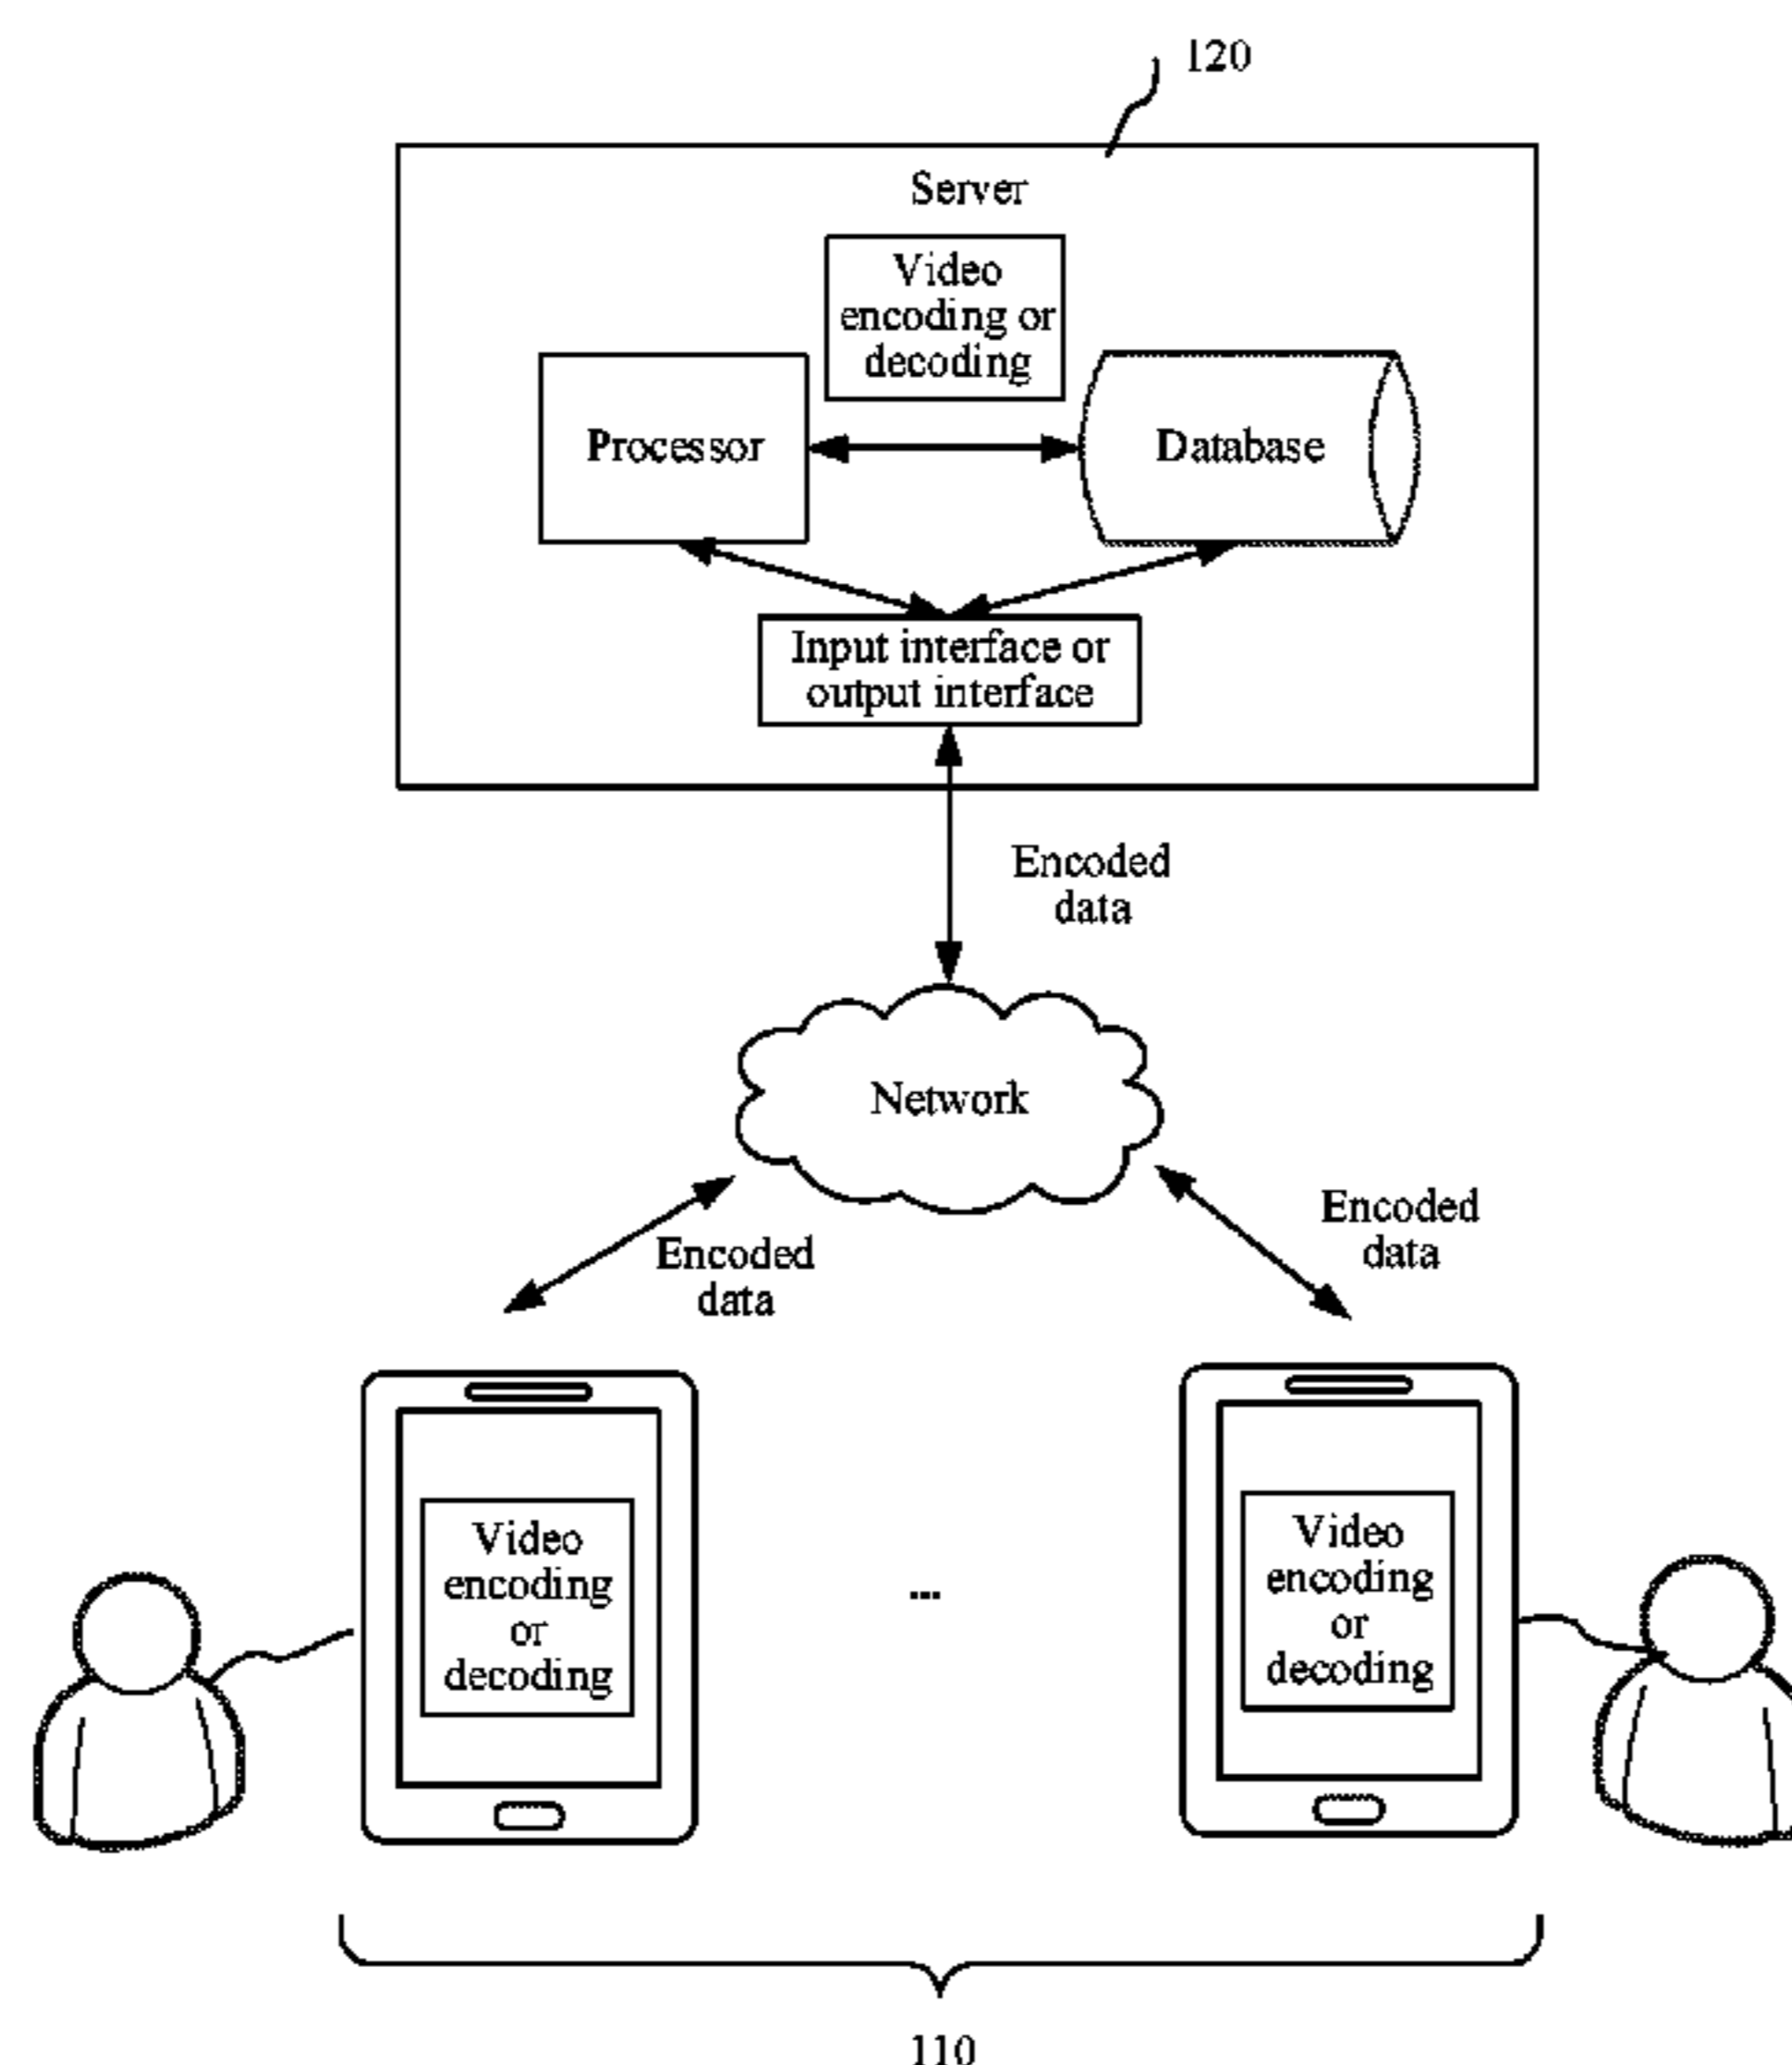 120
Server
Video
encoding or
decoding
Processor
Database
Input interface or
output interface
Encoded
data
Network
Encoded
data
Encoded
data
Video
encoding
or
decoding
...
Video
encoding
or
decoding
110